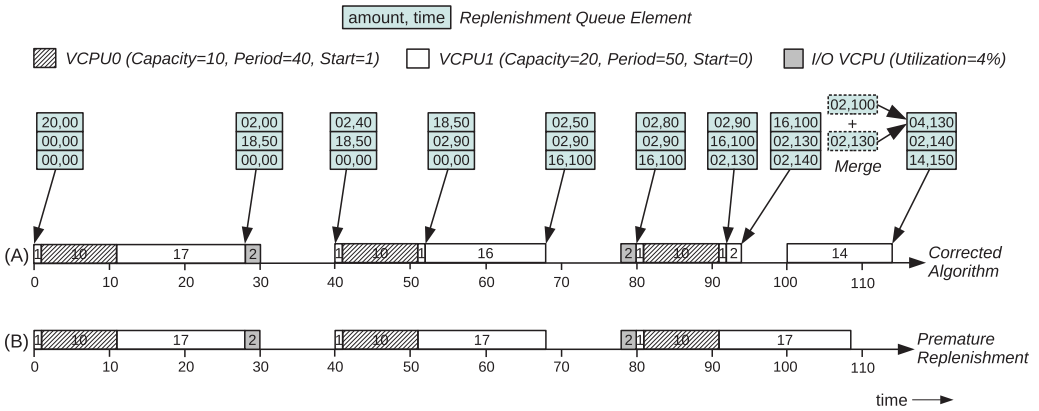 amount, time Replenishment Queue Element
VCPU0 (Capacity=10, Period=40, Start=1) VCPU1 (Capacity=20, Period=50, Start=0) I/O VCPU (Utilization=4%)
02,100
20,00 02,00 02,40 18,50 02,50 02,80 02,90 16,100 + 04,130
00,00 18,50 18,50 02,90 02,90 02,90 16,100 02,130 02,130 02,140
00,00 00,00 00,00 00,00 16,100 16,100 02,130 02,140 Merge 14,150
(A) 1 10 17 2 1 10 1 16 2 1 10 1 2 14 Corrected
Algorithm
0 10 20 30 40 50 60 70 80 90 100 110
(B) 1 10 17 2 1 10 17 2 1 10 17 Premature
Replenishment
0 10 20 30 40 50 60 70 80 90 100 110
time